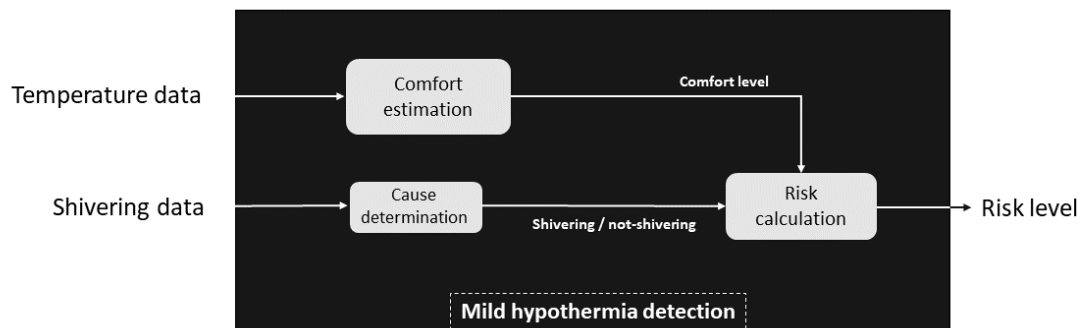 Temperature data
Comfort
estimation
Comfort level
Shivering data
Cause
determination
Shivering / not-shivering
Risk
calculation
Risk level
Mild hypothermia detection